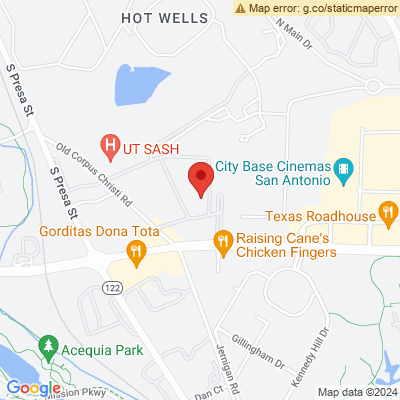 Map error: g.co/staticmaperror
HOT WELLS
N Main Dr
S Presa St
Old Corpus Christi Rd
UT SASH
City Base Cinemas
San Antonio
S Presa St
Texas Roadhouse
Gorditas Dona Tota
Raising Cane's
Chicken Fingers
122
Acequia Park
Gillingham Dr
Kennedy Hill Dr
Jernigan Rd
Dan Ct
Mission Pkwy
Google
Map data ©2024